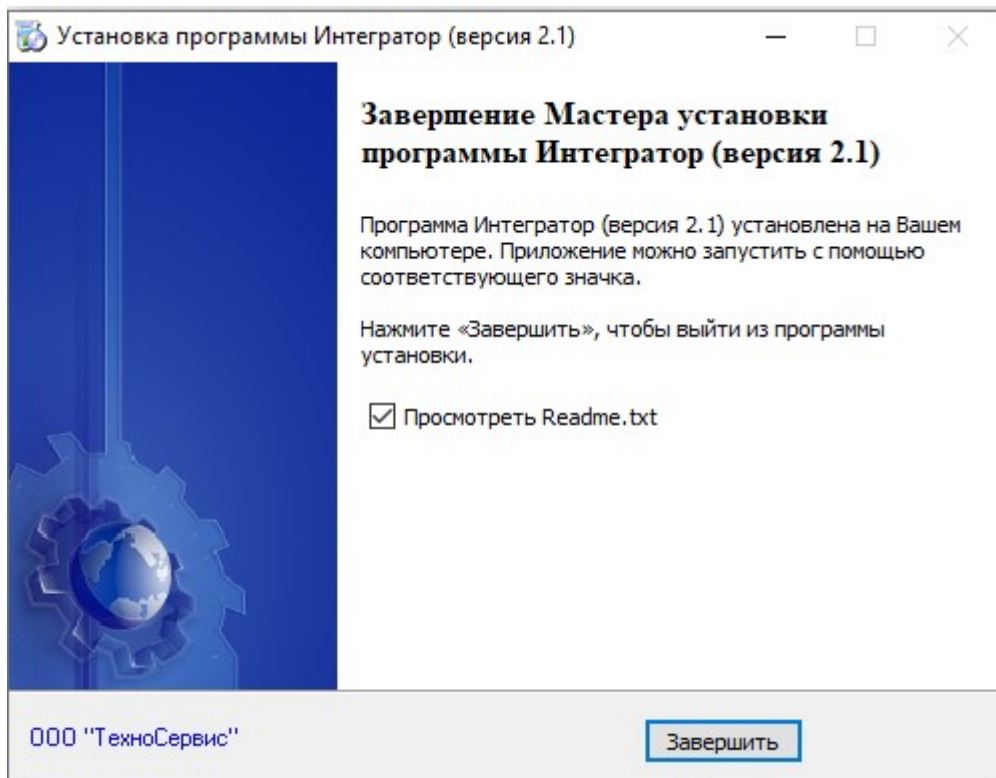 Установка программы Интегратор (версия 2.1)
Завершение Мастера установки
программы Интегратор (версия 2.1)
Программа Интегратор (версия 2.1) установлена на Вашем
компьютере. Приложение можно запустить с помощью
соответствующего значка.
Нажмите «Завершить», чтобы выйти из программы
установки.
Просмотреть Readme.txt
ООО "ТехноСервис"
Завершить